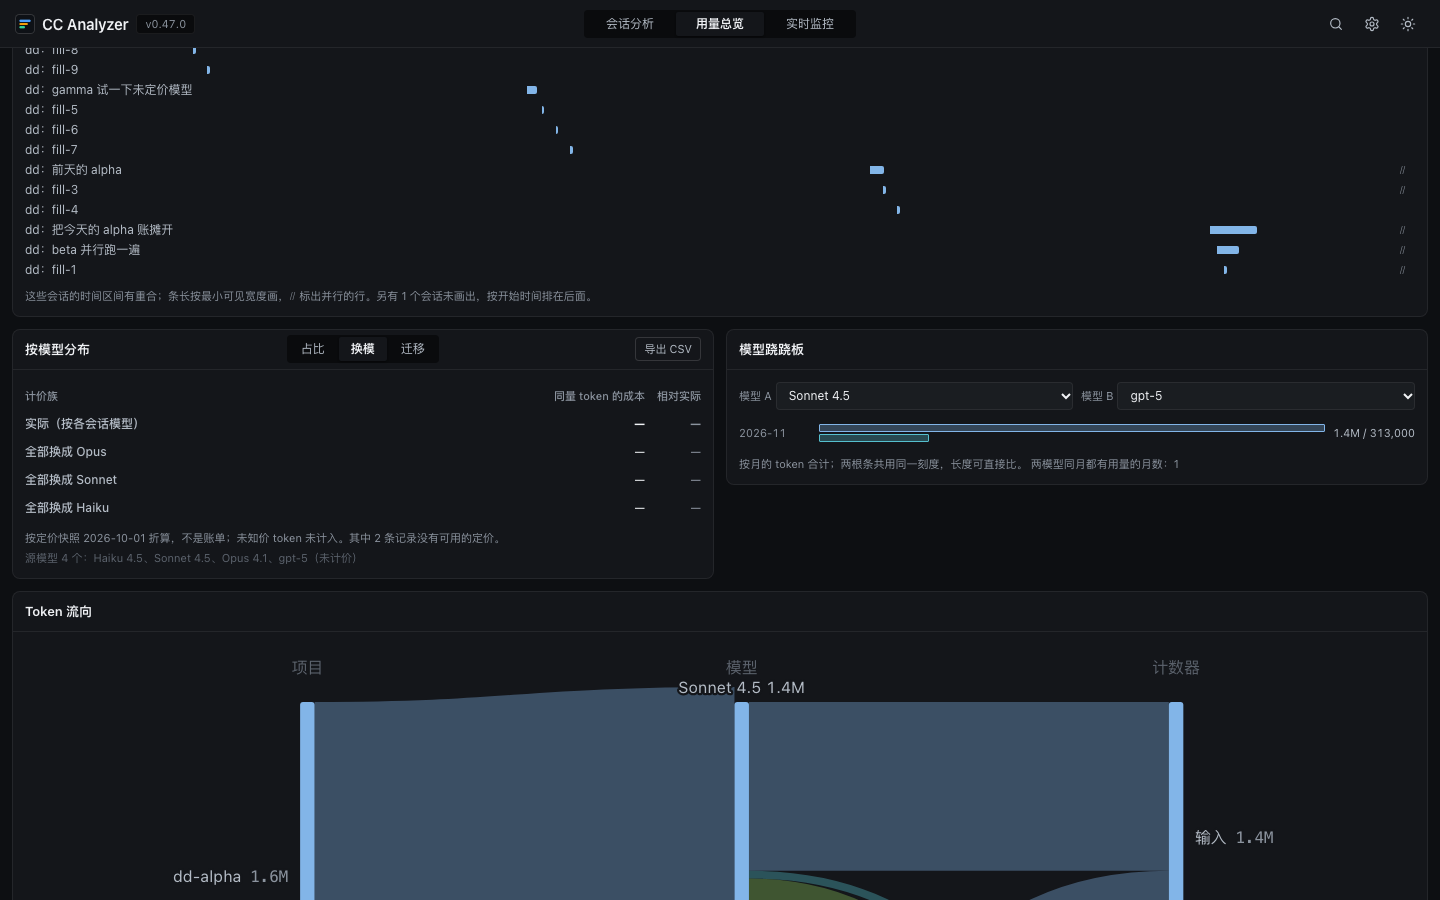 CC Analyzer v0.47.0 会话分析 用量总览 实时监控
dd：fill-8
dd：fill-9
dd：gamma 试一下未定价模型
dd：fill-5
dd：fill-6
dd：fill-7
dd：前天的 alpha //
dd：fill-3 //
dd：fill-4
dd：把今天的 alpha 账摊开 //
dd：beta 并行跑一遍 //
dd：fill-1 //
这些会话的时间区间有重合；条长按最小可见宽度画，// 标出并行的行。另有 1 个会话未画出，按开始时间排在后面。
按模型分布 占比 换模 迁移 导出 CSV
计价族 同量 token 的成本 相对实际
实际（按各会话模型） — —
全部换成 Opus — —
全部换成 Sonnet — —
全部换成 Haiku — —
按定价快照 2026-10-01 折算，不是账单；未知价 token 未计入。其中 2 条记录没有可用的定价。
源模型 4 个：Haiku 4.5、Sonnet 4.5、Opus 4.1、gpt-5（未计价）
模型跷跷板
模型 A Sonnet 4.5 模型 B gpt-5
2026-11 1.4M / 313,000
按月的 token 合计；两根条共用同一刻度，长度可直接比。 两模型同月都有用量的月数：1
Token 流向
项目 模型 计数器
Sonnet 4.5 1.4M
输入 1.4M
dd-alpha 1.6M